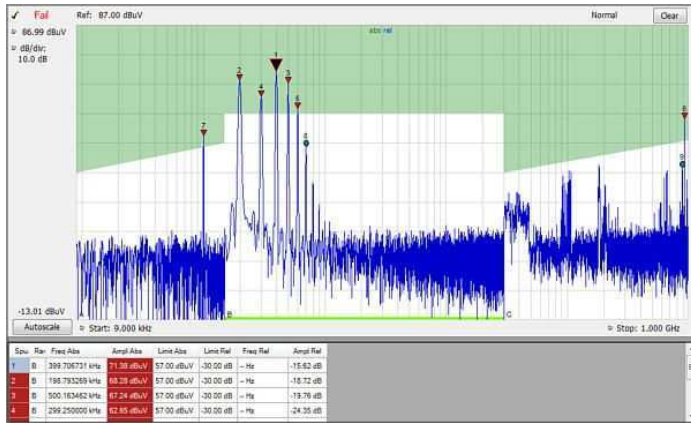 ✓ Fail Ref: 87.00 dBuV Normal Clear
86.99 dBuV
dB/div:
10.0 dB
abs rel
1
2
3
4
6
7
8
8
9
-13.01 dBuV
B C
Autoscale Start: 9.000 kHz Stop: 1.000 GHz
Spu Ran Freq Abs Ampl Abs Limit Abs Limit Rel Freq Rel Ampl Rel
1 B 399.706731 kHz 71.38 dBuV 57.00 dBuV -30.00 dB -- Hz -15.62 dB
2 B 198.793269 kHz 68.28 dBuV 57.00 dBuV -30.00 dB -- Hz -18.72 dB
3 B 500.163462 kHz 67.24 dBuV 57.00 dBuV -30.00 dB -- Hz -19.76 dB
4 B 299.250000 kHz 62.65 dBuV 57.00 dBuV -30.00 dB -- Hz -24.35 dB